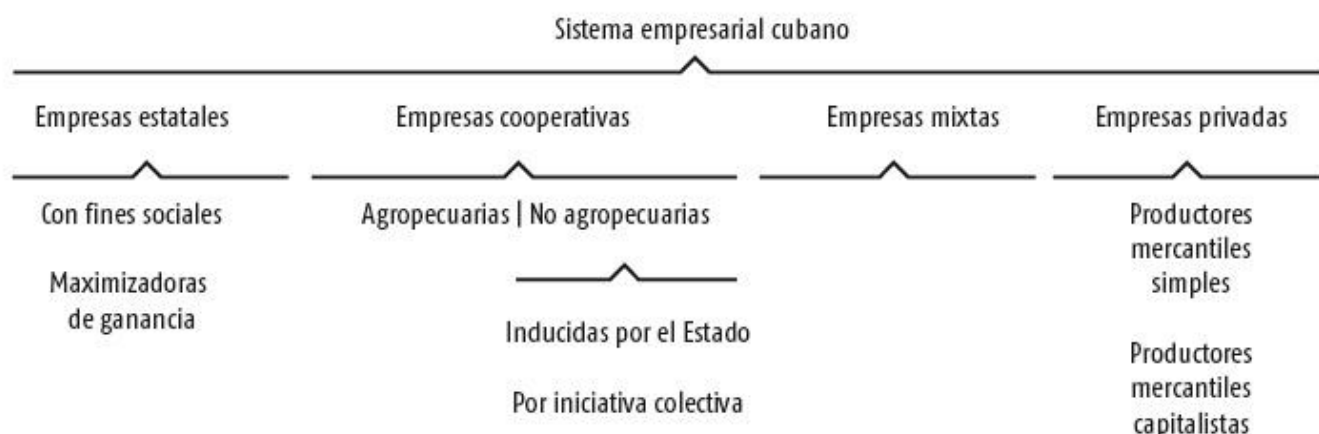 Sistema empresarial cubano
Empresas estatales
Empresas cooperativas
Empresas mixtas
Empresas privadas
Con fines sociales
Maximizadoras
de ganancia
Agropecuarias | No agropecuarias
Inducidas por el Estado
Por iniciativa colectiva
Productores
mercantiles
simples
Productores
mercantiles
capitalistas